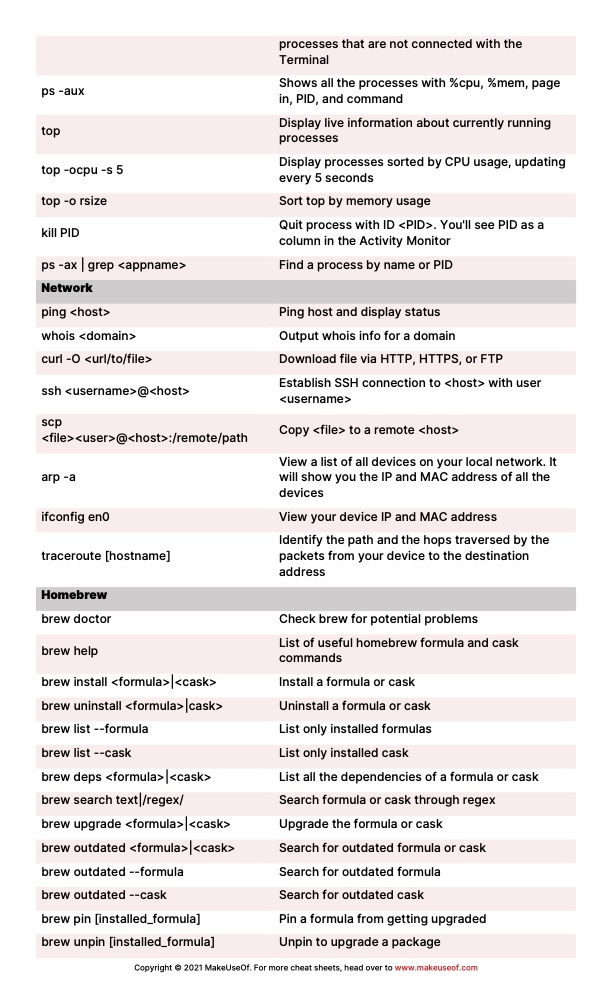 processes that are not connected with the
Terminal
ps -aux
Shows all the processes with %cpu, %mem, page
in, PID, and command
top
Display live information about currently running
processes
top -ocpu -s 5
Display processes sorted by CPU usage, updating
every 5 seconds
top -o rsize
Sort top by memory usage
kill PID
Quit process with ID <PID>. You'll see PID as a
column in the Activity Monitor
ps -ax | grep <appname>
Find a process by name or PID
Network
ping <host>
Ping host and display status
whois <domain>
Output whois info for a domain
curl -O <url/to/file>
Download file via HTTP, HTTPS, or FTP
ssh <username>@<host>
Establish SSH connection to <host> with user
<username>
scp
<file><user>@<host>:/remote/path
Copy <file> to a remote <host>
arp -a
View a list of all devices on your local network. It
will show you the IP and MAC address of all the
devices
ifconfig en0
View your device IP and MAC address
traceroute [hostname]
Identify the path and the hops traversed by the
packets from your device to the destination
address
Homebrew
brew doctor
Check brew for potential problems
brew help
List of useful homebrew formula and cask
commands
brew install <formula>|<cask>
Install a formula or cask
brew uninstall <formula>|cask>
Uninstall a formula or cask
brew list --formula
List only installed formulas
brew list --cask
List only installed cask
brew deps <formula>|<cask>
List all the dependencies of a formula or cask
brew search text|/regex/
Search formula or cask through regex
brew upgrade <formula>|<cask>
Upgrade the formula or cask
brew outdated <formula>|<cask>
Search for outdated formula or cask
brew outdated --formula
Search for outdated formula
brew outdated --cask
Search for outdated cask
brew pin [installed_formula]
Pin a formula from getting upgraded
brew unpin [installed_formula]
Unpin to upgrade a package
Copyright © 2021 MakeUseOf. For more cheat sheets, head over to www.makeuseof.com